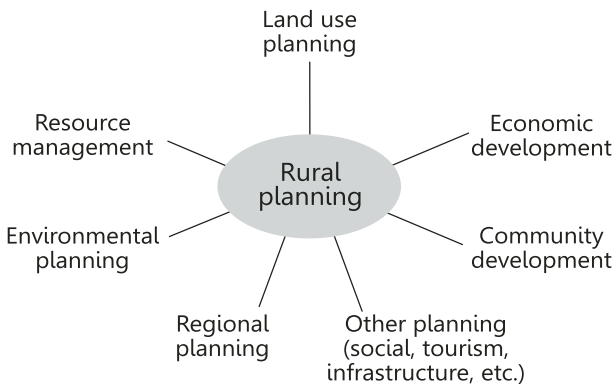 Land use
planning
Resource
management
Economic
development
Rural
planning
Environmental
planning
Community
development
Regional
planning
Other planning
(social, tourism,
infrastructure, etc.)